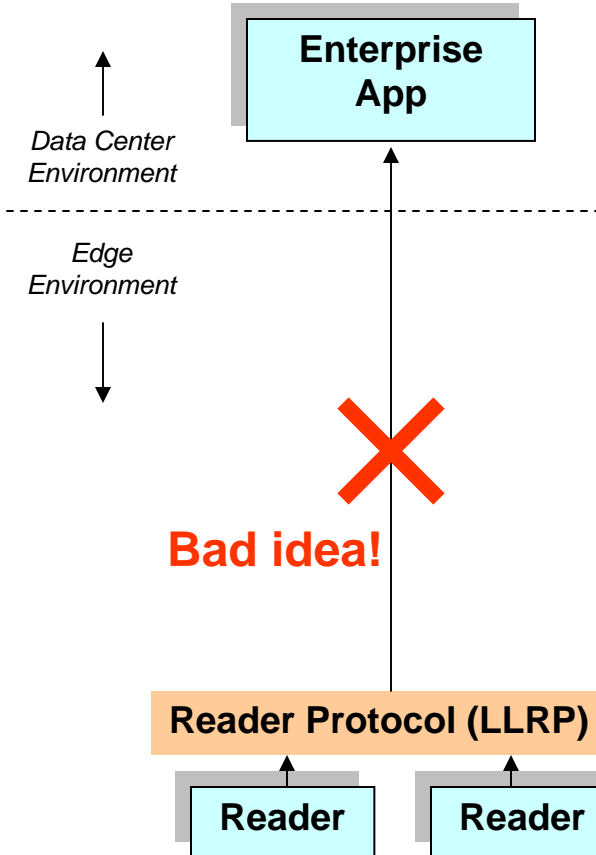 Enterprise
App
Data Center
Environment
Edge
Environment
Bad idea!
Reader Protocol (LLRP)
Reader
Reader